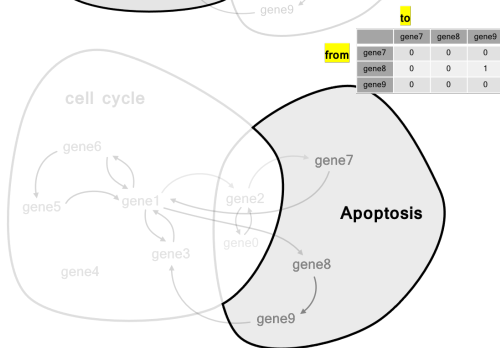 gene9
to
gene7 gene8 gene9
from
gene7 0 0 0
gene8 0 0 1
gene9 0 0 0
cell cycle
gene6
gene7
gene5
gene1
gene2
Apoptosis
gene0
gene3
gene8
gene4
gene9